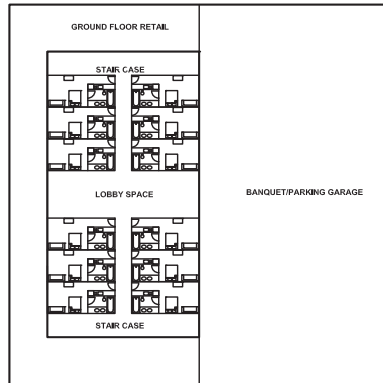 GROUND FLOOR RETAIL
STAIR CASE
LOBBY SPACE
BANQUET/PARKING GARAGE
STAIR CASE